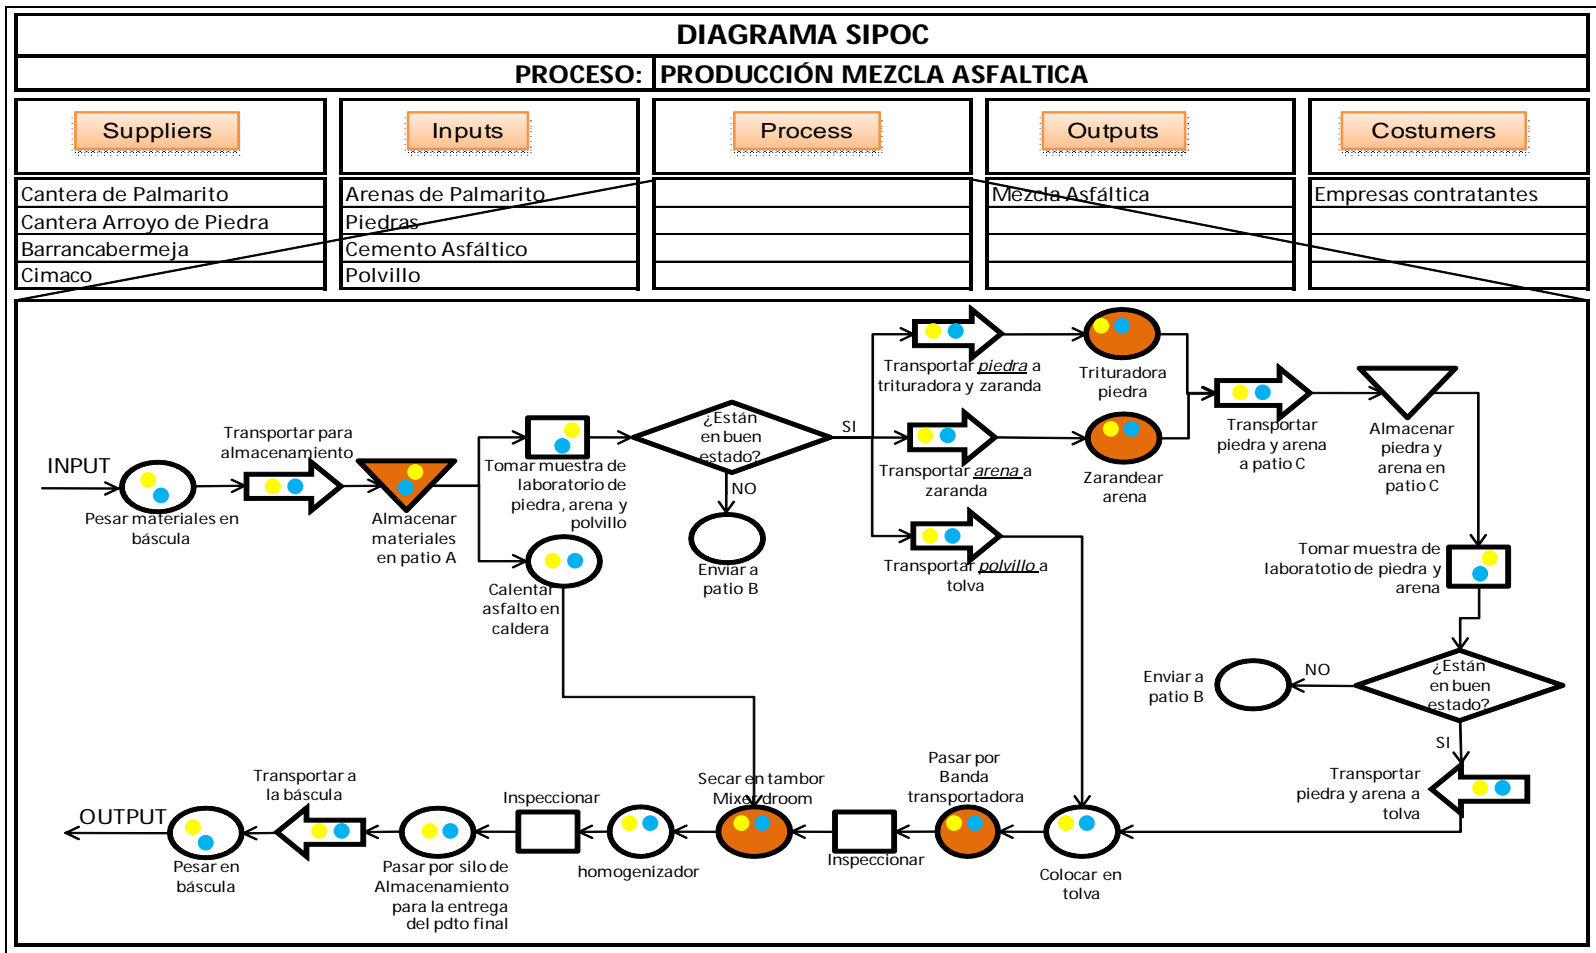 DIAGRAMA SIPOC
PROCESO: PRODUCCIÓN MEZCLA ASFALTICA
Suppliers
Inputs
Process
Outputs
Costumers
Cantera de Palmarito
Arenas de Palmarito
Mezcla Asfáltica
Empresas contratantes
Cantera Arroyo de Piedra
Piedras
Barrancabermeja
Cemento Asfáltico
Cimaco
Polvillo
INPUT
Pesar materiales en
báscula
Transportar para
almacenamiento
Almacenar
materiales
en patio A
Tomar muestra de
laboratorio de
piedra, arena y
polvillo
Calentar
asfalto en
caldera
¿Están
en buen
estado?
SI
NO
Enviar a
patio B
Transportar piedra a
trituradora y zaranda
Trituradora
piedra
Transportar arena a
zaranda
Zarandear
arena
Transportar polvillo a
tolva
Transportar
piedra y arena
a patio C
Almacenar
piedra y
arena en
patio C
Tomar muestra de
laboratotio de piedra y
arena
¿Están
en buen
estado?
NO
Enviar a
patio B
SI
Transportar
piedra y arena a
tolva
Colocar en
tolva
Pasar por
Banda
transportadora
Inspeccionar
Secar en tambor
Mixer droom
homogenizador
Inspeccionar
Pasar por silo de
Almacenamiento
para la entrega
del pdto final
Transportar a
la báscula
Pesar en
báscula
OUTPUT